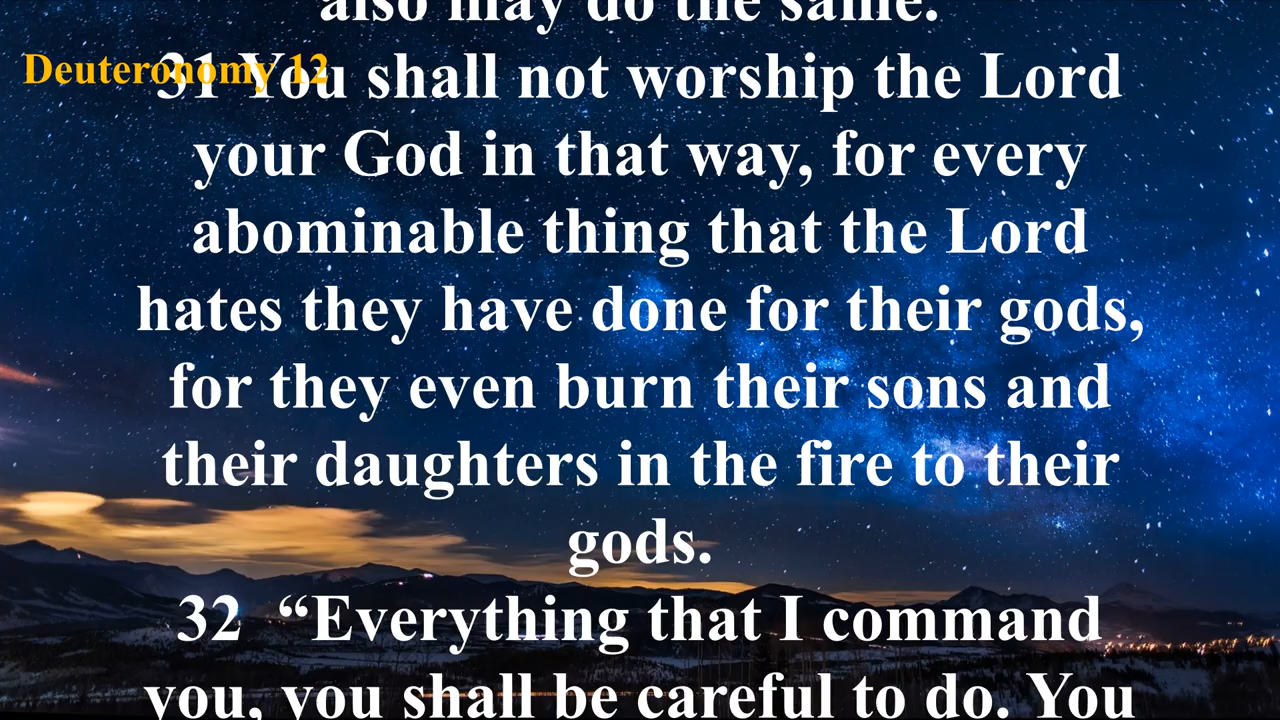 also may do the same.
Deuteronomy 12
31 You shall not worship the Lord
your God in that way, for every
abominable thing that the Lord
hates they have done for their gods,
for they even burn their sons and
their daughters in the fire to their
gods.
32 “Everything that I command
you, you shall be careful to do. You